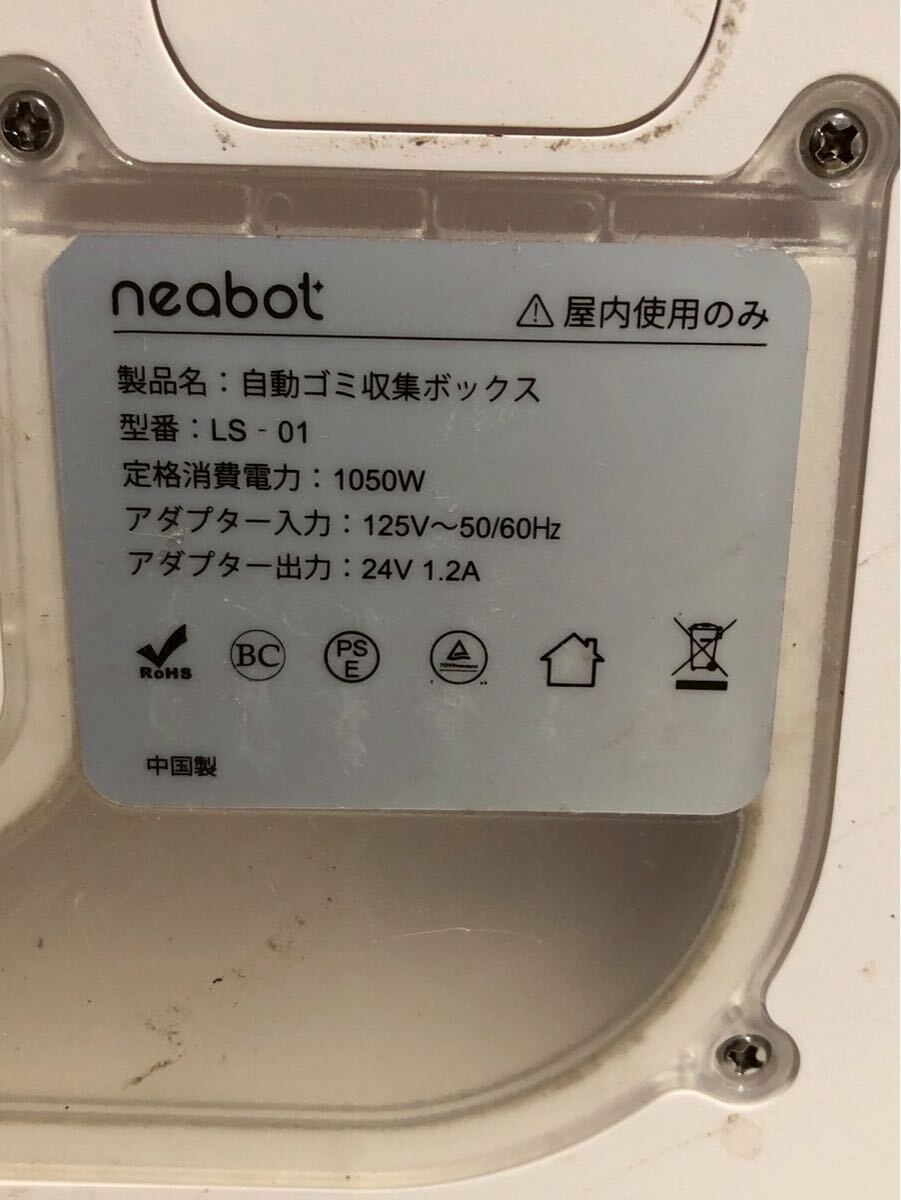 neabot
⚠屋内使用のみ
製品名：自動ゴミ収集ボックス
型番：LS‐01
定格消費電力：1050W
アダプター入力：125V～50/60Hz
アダプター出力：24V 1.2A
RoHS
BC
PS
E
中国製